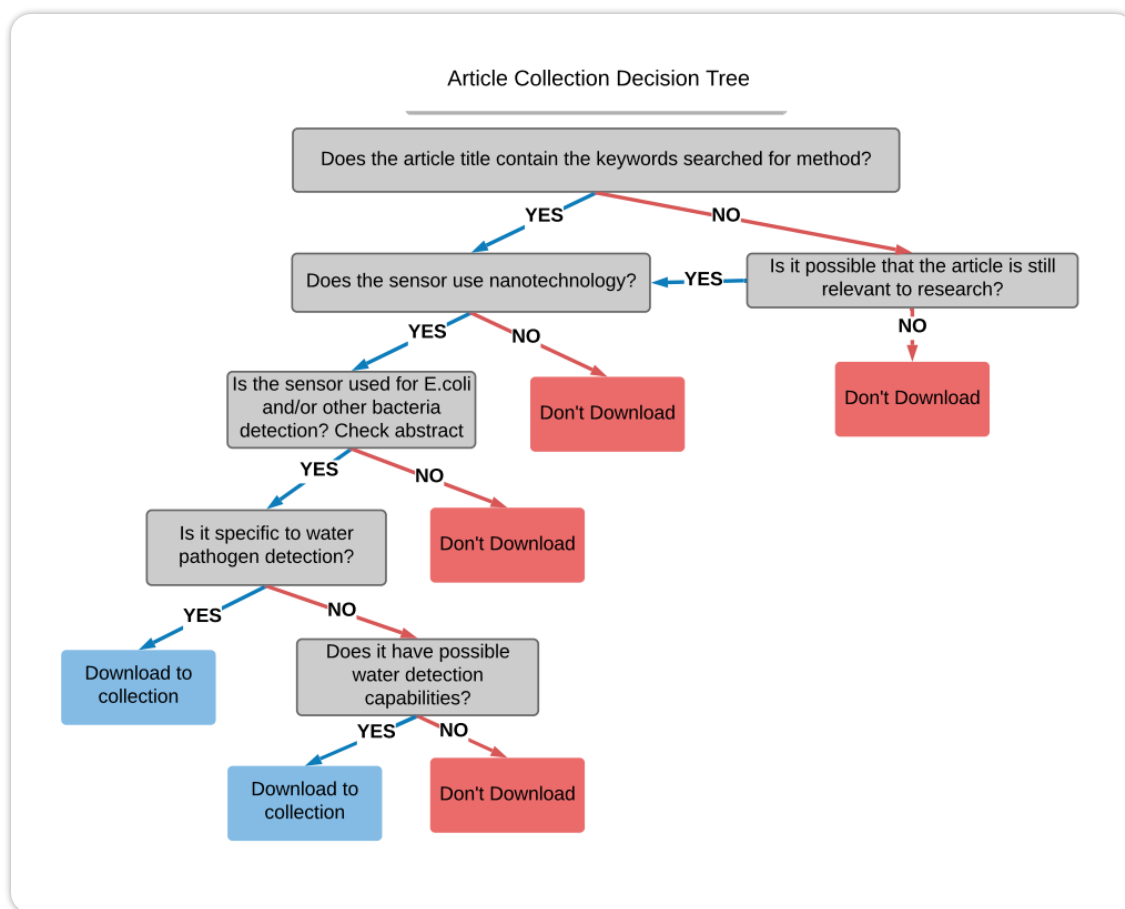 Article Collection Decision Tree
Does the article title contain the keywords searched for method?
YES
NO
Does the sensor use nanotechnology?
YES
Is it possible that the article is still
relevant to research?
YES
NO
NO
Is the sensor used for E.coli
and/or other bacteria
detection? Check abstract
Don't Download
Don't Download
YES
NO
Is it specific to water
pathogen detection?
Don't Download
YES
NO
Download to
collection
Does it have possible
water detection
capabilities?
YES
NO
Download to
collection
Don't Download